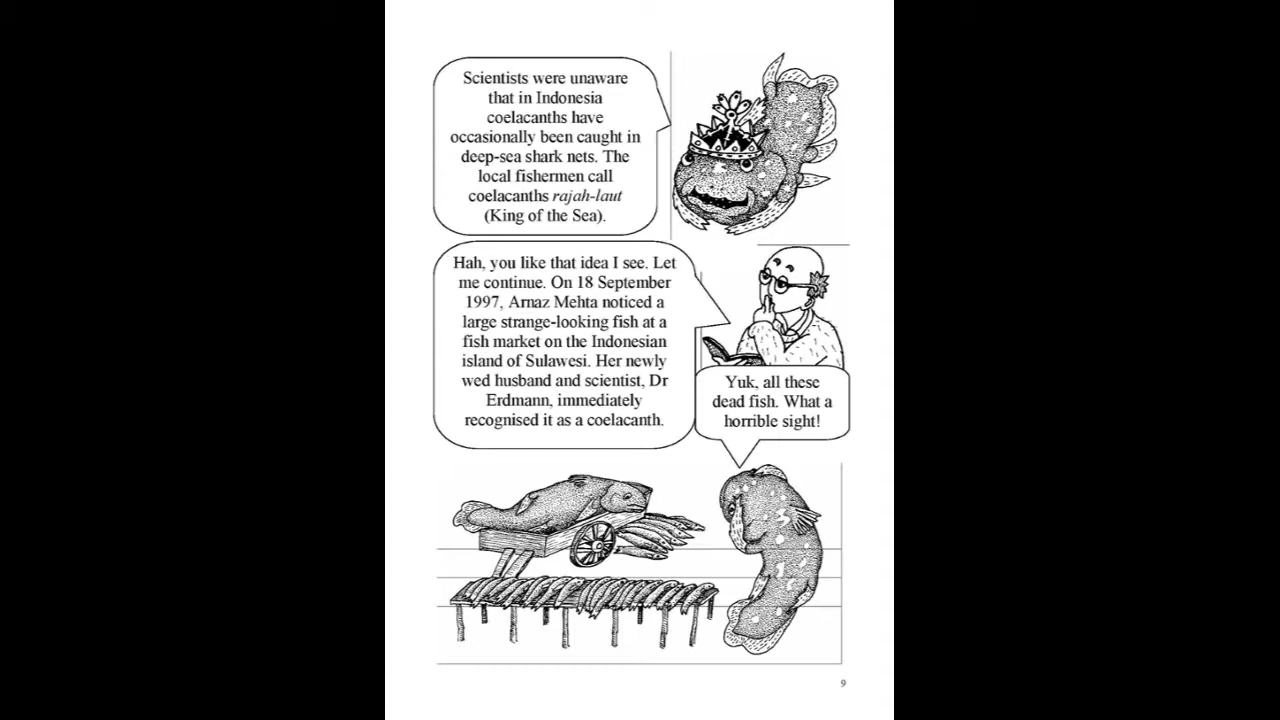 Scientists were unaware
that in Indonesia
coelacanths have
occasionally been caught in
deep-sea shark nets. The
local fishermen call
coelacanths rajah-laut
(King of the Sea).
Hah, you like that idea I see. Let
me continue. On 18 September
1997, Arnaz Mehta noticed a
large strange-looking fish at a
fish market on the Indonesian
island of Sulawesi. Her newly
wed husband and scientist, Dr
Erdmann, immediately
recognised it as a coelacanth.
Yuk, all these
dead fish. What a
horrible sight!
9